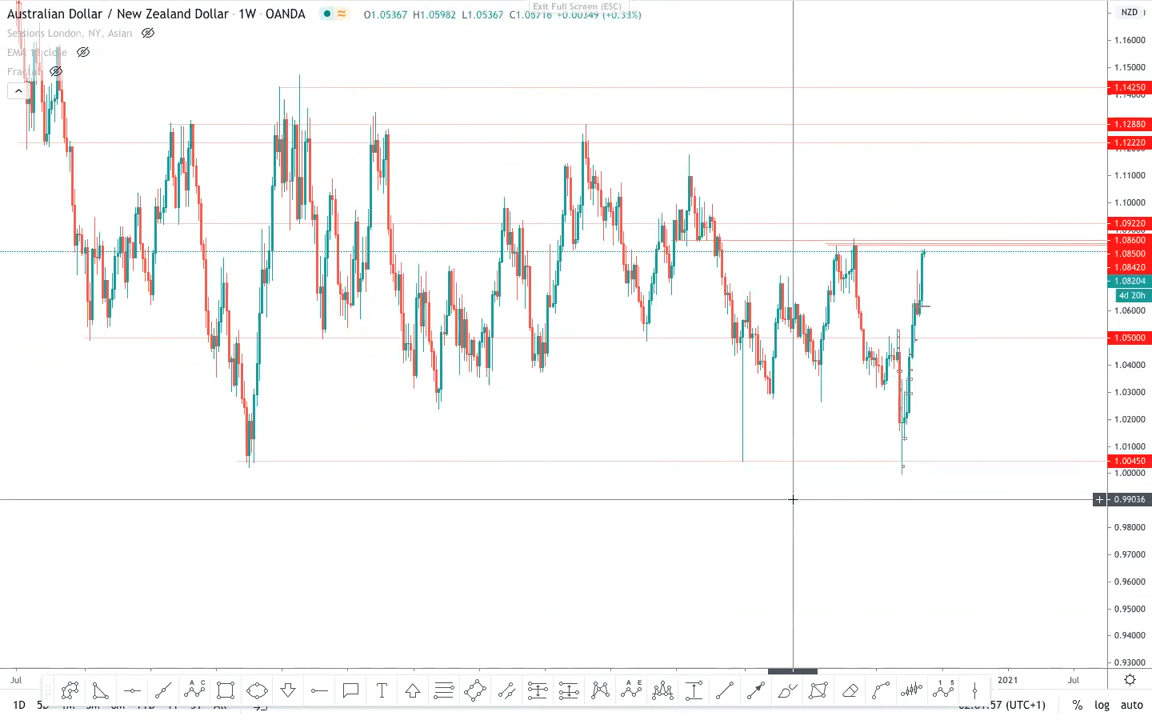 Australian Dollar / New Zealand Dollar · 1W · OANDA
O1.05367 H1.05982 L1.05367 C1.05716 +0.00349 (+0.33%)
Exit Full Screen (ESC)
NZD
Sessions London, NY, Asian
EMA close
1.16000
1.15000
1.14250
1.12880
1.12220
1.11000
1.10000
1.09220
1.08600
1.08500
1.08420
1.08204
4d 20h
1.06000
1.05000
1.04000
1.03000
1.02000
1.01000
1.00450
1.00000
0.99036
0.98000
0.97000
0.96000
0.95000
0.94000
0.93000
Jul 2021 Jul
A C A E 1 5
1D
(UTC+1) % log auto